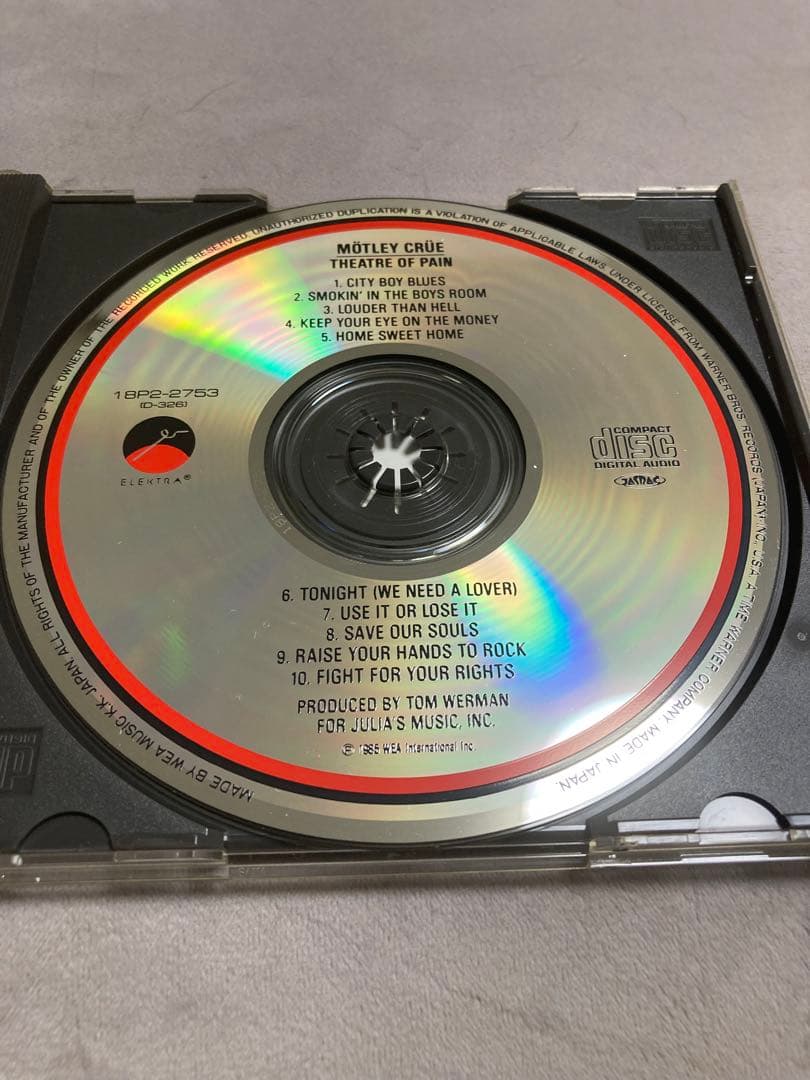 MÖTLEY CRÜE
THEATRE OF PAIN
1. CITY BOY BLUES
2. SMOKIN' IN THE BOYS ROOM
3. LOUDER THAN HELL
4. KEEP YOUR EYE ON THE MONEY
5. HOME SWEET HOME
18P2-2753
(D-326)
ELEKTRA®
COMPACT
disc
DIGITAL AUDIO
JASRAC
6. TONIGHT (WE NEED A LOVER)
7. USE IT OR LOSE IT
8. SAVE OUR SOULS
9. RAISE YOUR HANDS TO ROCK
10. FIGHT FOR YOUR RIGHTS
PRODUCED BY TOM WERMAN
FOR JULIA'S MUSIC, INC.
℗ 1985 WEA International Inc.
MADE BY WEA MUSIC K.K. JAPAN. ALL RIGHTS OF THE MANUFACTURER AND OF THE OWNER OF THE RECORDED WORK RESERVED. UNAUTHORIZED DUPLICATION IS A VIOLATION OF APPLICABLE LAWS. UNDER LICENSE FROM WARNER BROS. RECORDS (JAPAN) INC., U.S.A. A TIME WARNER COMPANY. MADE IN JAPAN.